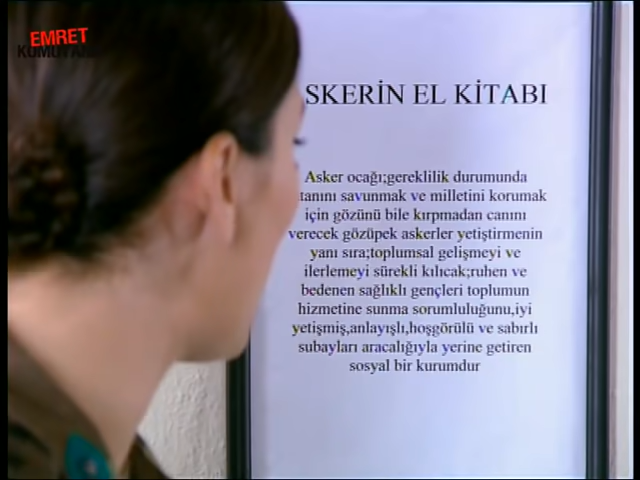 EMRET
KOMUTANIM
SKERİN EL KİTABI
Asker ocağı;gereklilik durumunda
tanını savunmak ve milletini korumak
için gözünü bile kırpmadan canını
verecek gözüpek askerler yetiştirmenin
yanı sıra;toplumsal gelişmeyi ve
ilerlemeyi sürekli kılıcak;ruhen ve
bedenen sağlıklı gençleri toplumun
hizmetine sunma sorumluluğunu,iyi
yetişmiş,anlayışlı,hoşgörülü ve sabırlı
subayları aracalığıyla yerine getiren
sosyal bir kurumdur